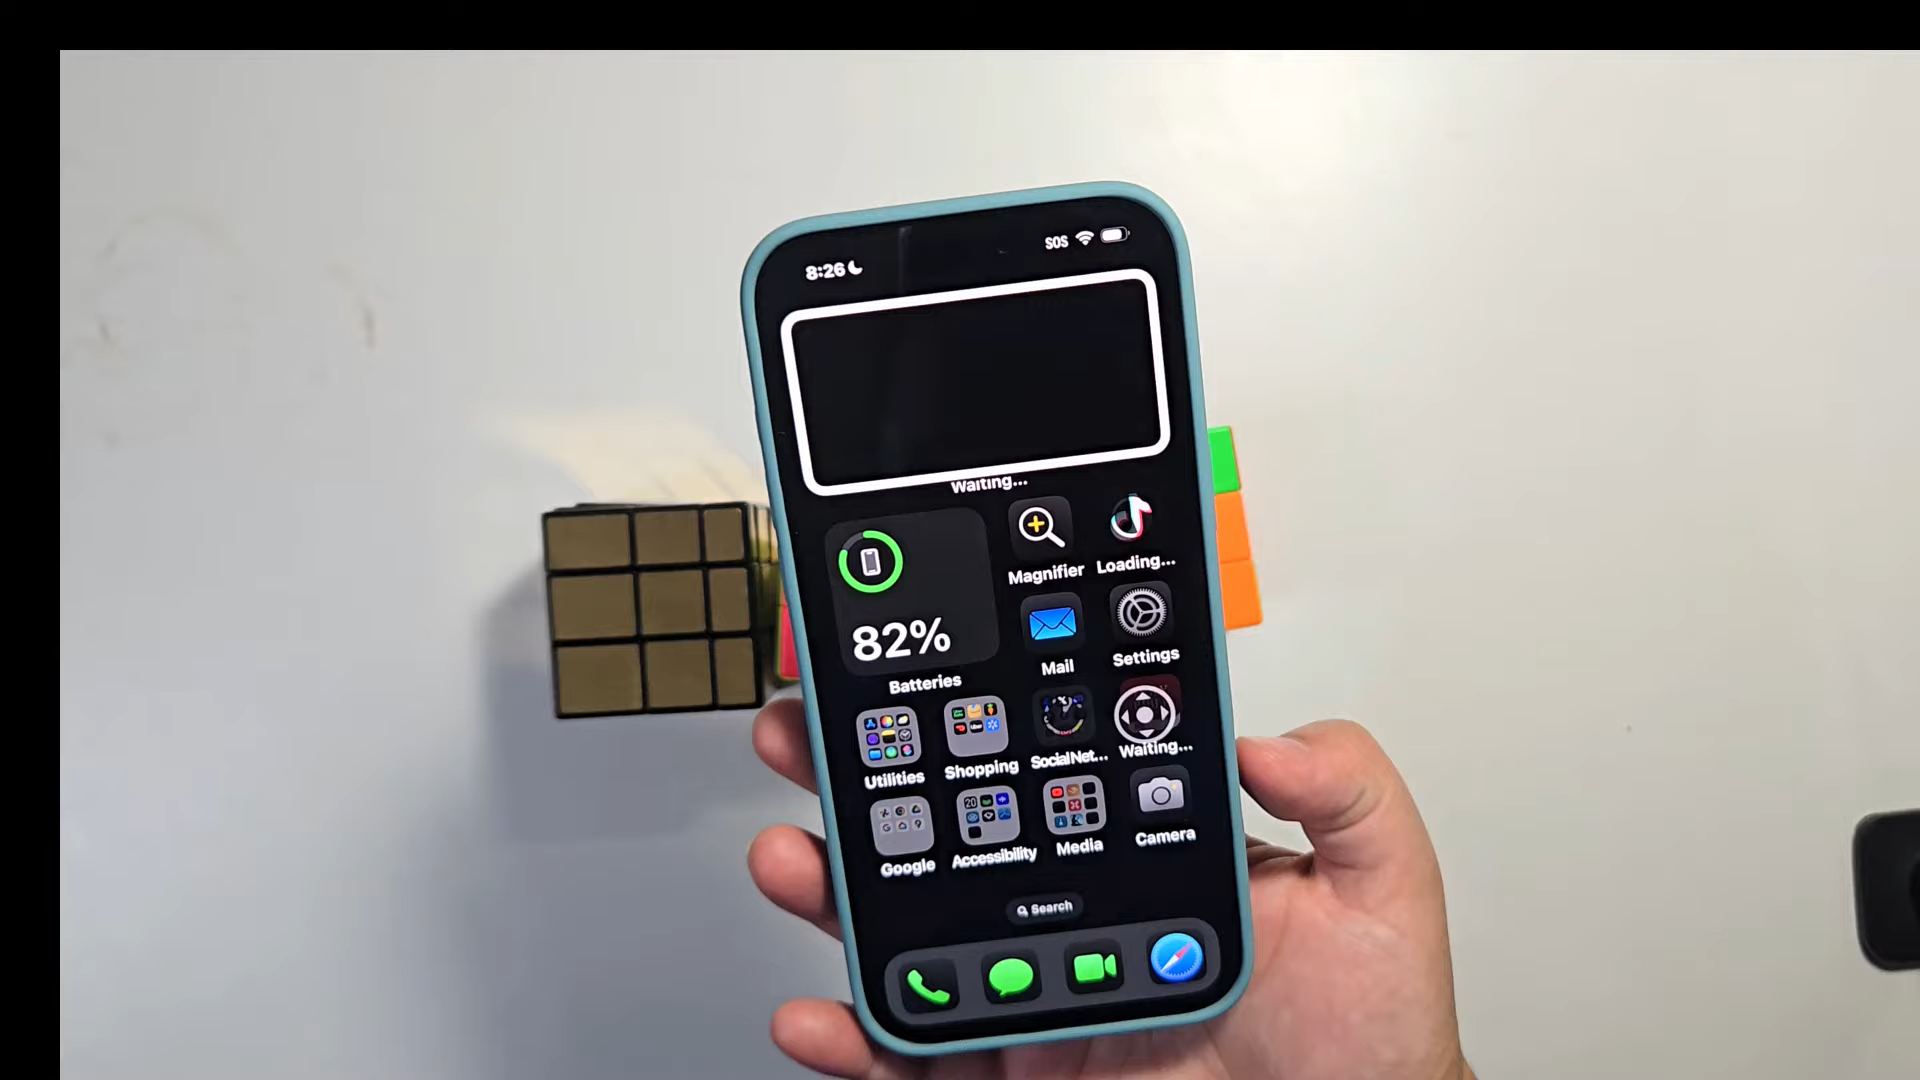 8:26
SOS
Waiting...
82%
Batteries
Magnifier
Loading...
Mail
Settings
Utilities
Shopping
SocialNet...
Waiting...
Google
Accessibility
Media
Camera
Search